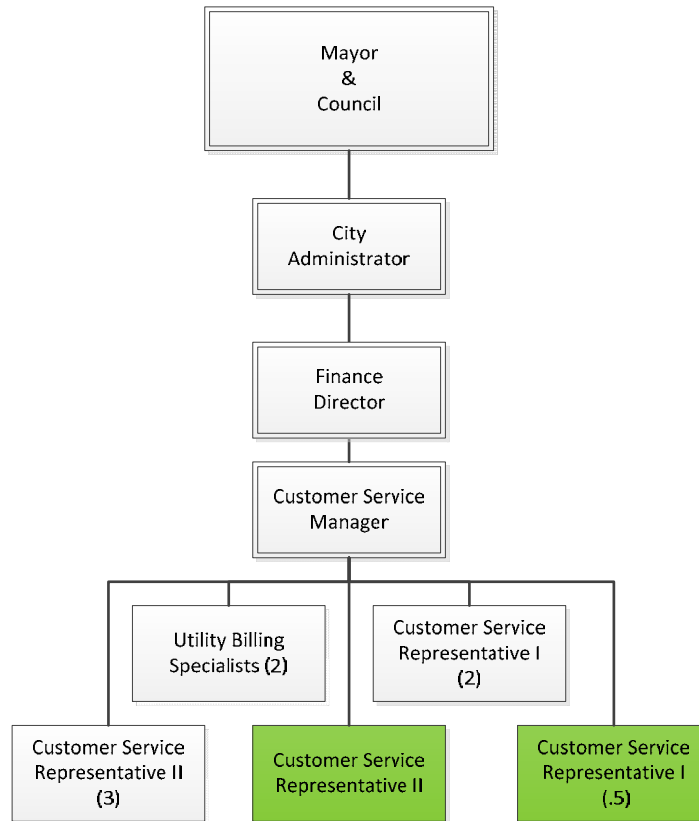 Mayor
&
Council
City
Administrator
Finance
Director
Customer Service
Manager
Utility Billing
Specialists (2)
Customer Service
Representative I
(2)
Customer Service
Representative II
(3)
Customer Service
Representative II
Customer Service
Representative I
(.5)